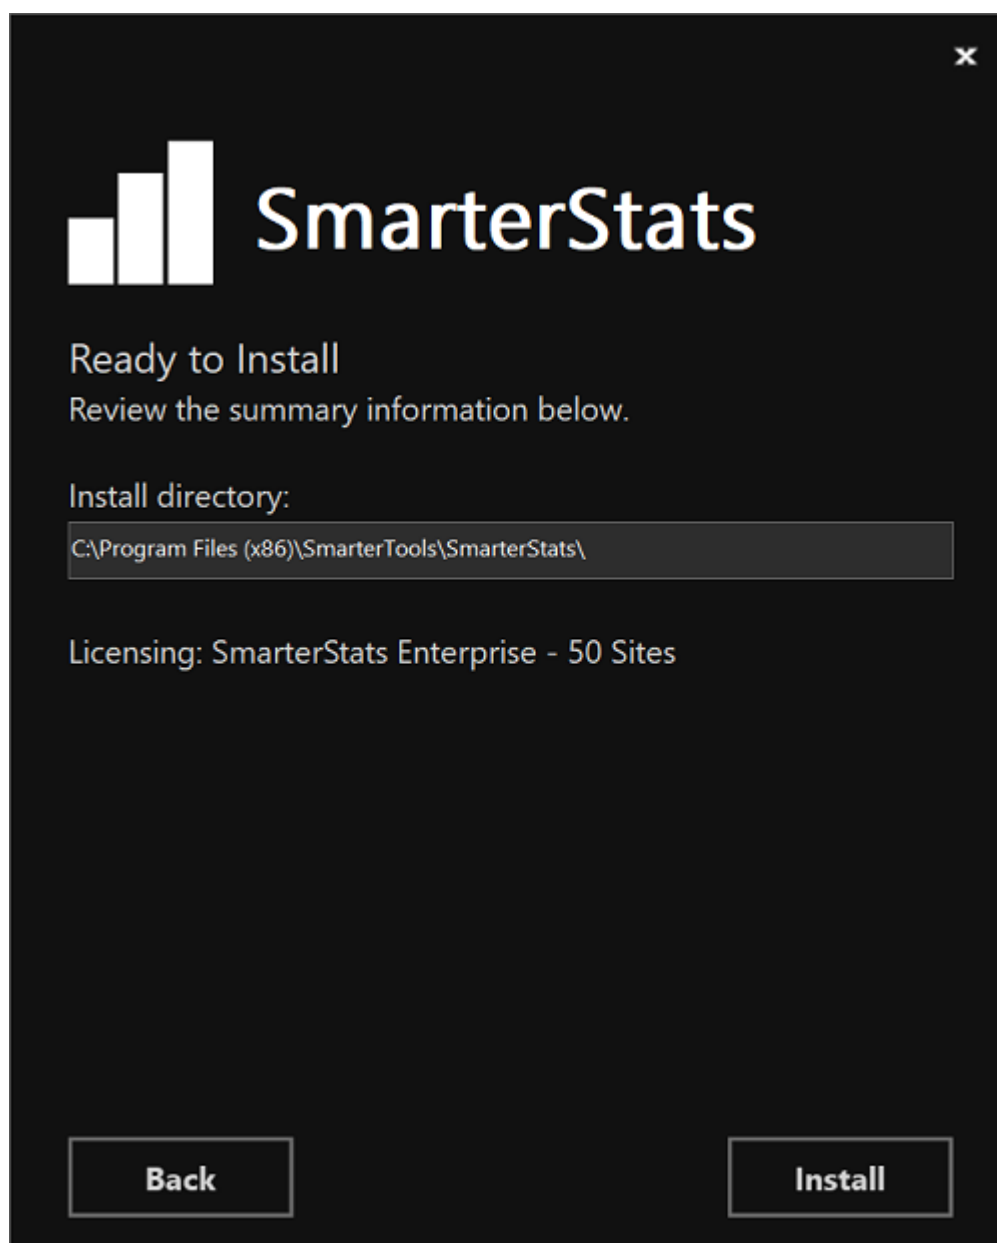 x
SmarterStats
Ready to Install
Review the summary information below.
Install directory:
C:\Program Files (x86)\SmarterTools\SmarterStats\
Licensing: SmarterStats Enterprise - 50 Sites
Back
Install